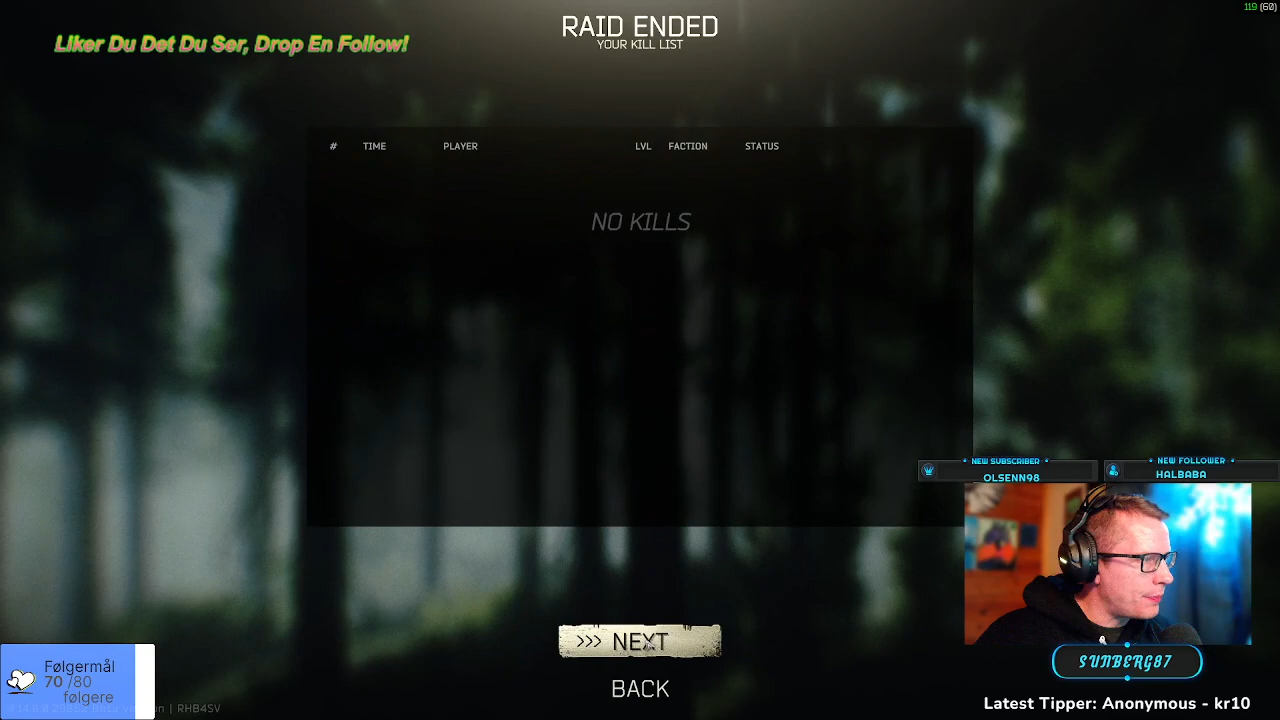 119 (60)
RAID ENDED
YOUR KILL LIST
Liker Du Det Du Ser, Drop En Follow!
# TIME PLAYER LVL FACTION STATUS
NO KILLS
NEW SUBSCRIBER
OLSENN98
NEW FOLLOWER
HALBABA
>>> NEXT
BACK
Følgermål
70 /80
følgere
| RHB4SV
SUNBERG87
Latest Tipper: Anonymous - kr10